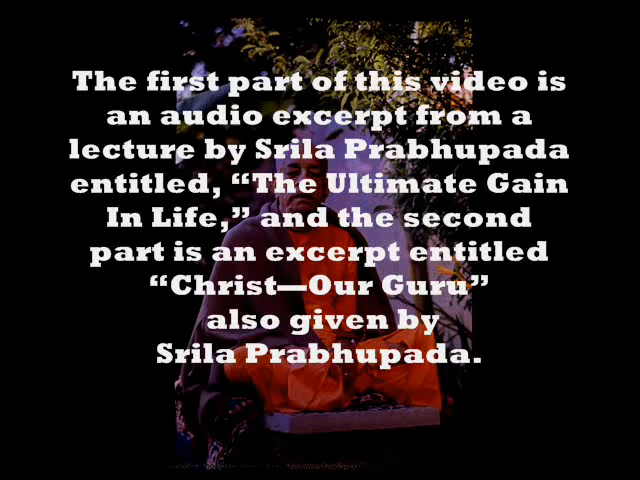 The first part of this video is
an audio excerpt from a
lecture by Srila Prabhupada
entitled, “The Ultimate Gain
In Life,” and the second
part is an excerpt entitled
“Christ—Our Guru”
also given by
Srila Prabhupada.